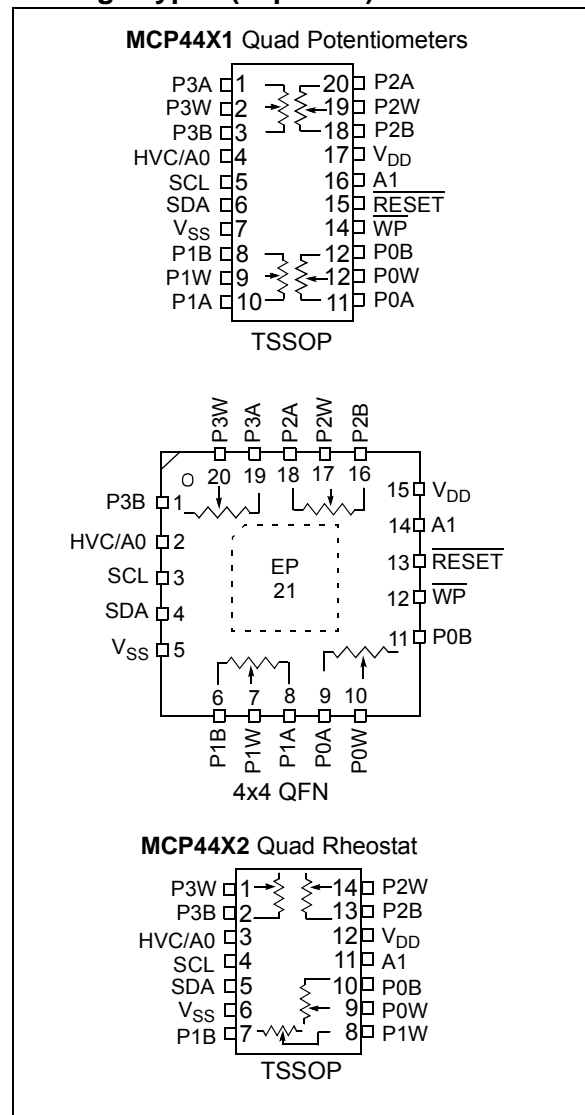 MCP44X1 Quad Potentiometers
P3A 1 20 P2A
P3W 2 19 P2W
P3B 3 18 P2B
HVC/A0 4 17 VDD
SCL 5 16 A1
SDA 6 15 RESET
VSS 7 14 WP
P1B 8 12 P0B
P1W 9 12 P0W
P1A 10 11 P0A
TSSOP
P3W P3A P2A P2W P2B
20 19 18 17 16
P3B 1 15 VDD
HVC/A0 2 14 A1
SCL 3 EP 13 RESET
SDA 4 21 12 WP
VSS 5 11 P0B
6 7 8 9 10
P1B P1W P1A P0A P0W
4x4 QFN
MCP44X2 Quad Rheostat
P3W 1 14 P2W
P3B 2 13 P2B
HVC/A0 3 12 VDD
SCL 4 11 A1
SDA 5 10 P0B
VSS 6 9 P0W
P1B 7 8 P1W
TSSOP